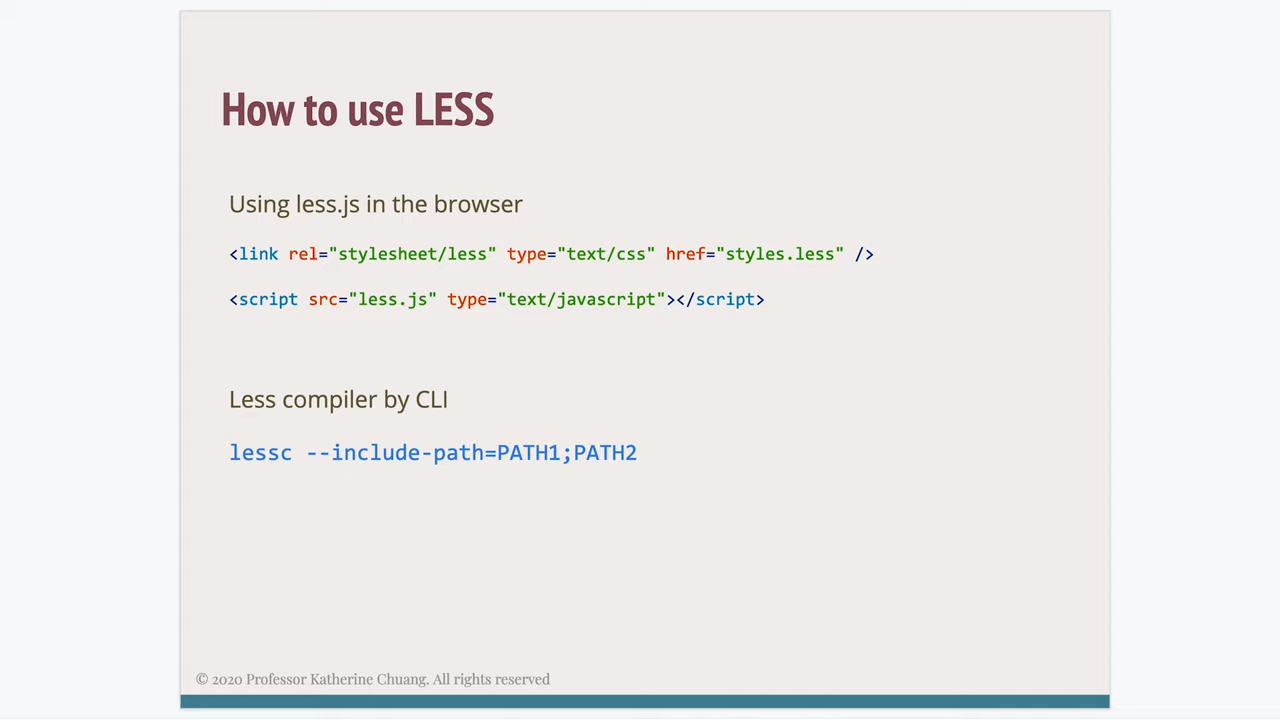 How to use LESS
Using less.js in the browser
<link rel="stylesheet/less" type="text/css" href="styles.less" />
<script src="less.js" type="text/javascript"></script>
Less compiler by CLI
lessc --include-path=PATH1;PATH2
© 2020 Professor Katherine Chuang. All rights reserved